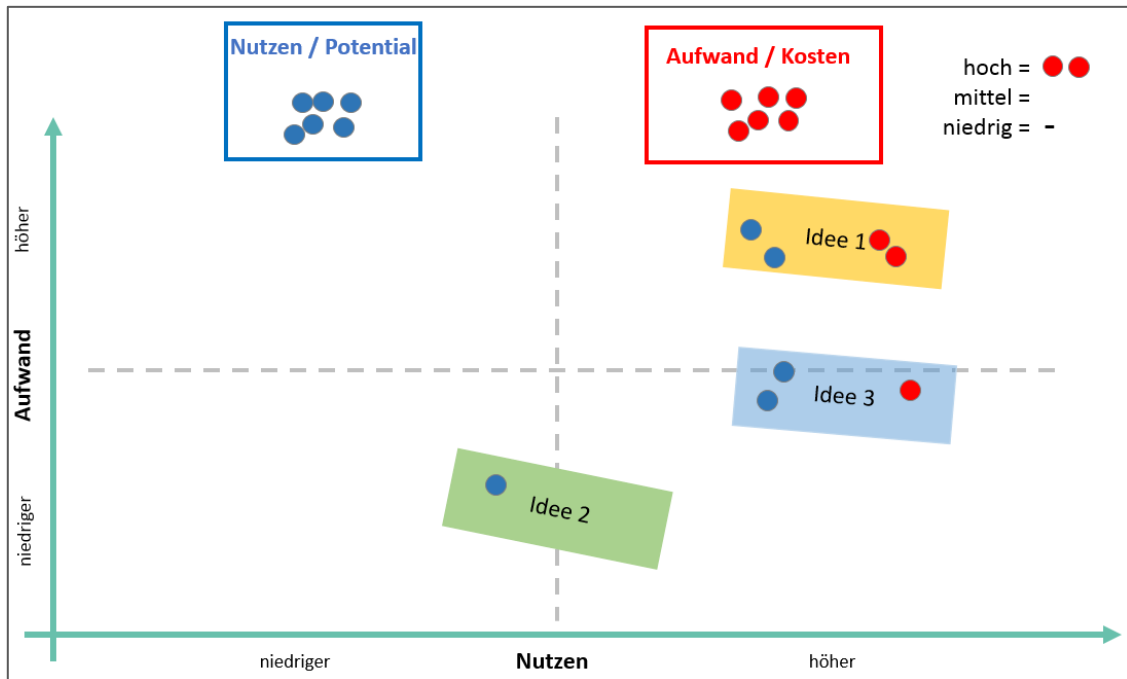 Nutzen / Potential
Aufwand / Kosten
hoch =
mittel =
niedrig = -
höher
Aufwand
niedriger
Idee 1
Idee 3
Idee 2
niedriger
Nutzen
höher